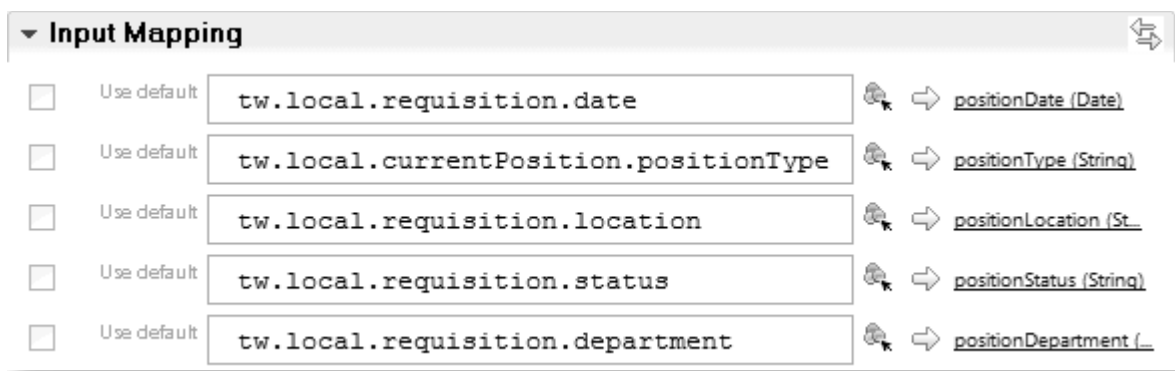 Input Mapping
Use default tw.local.requisition.date positionDate (Date)
Use default tw.local.currentPosition.positionType positionType (String)
Use default tw.local.requisition.location positionLocation (St...
Use default tw.local.requisition.status positionStatus (String)
Use default tw.local.requisition.department positionDepartment (...